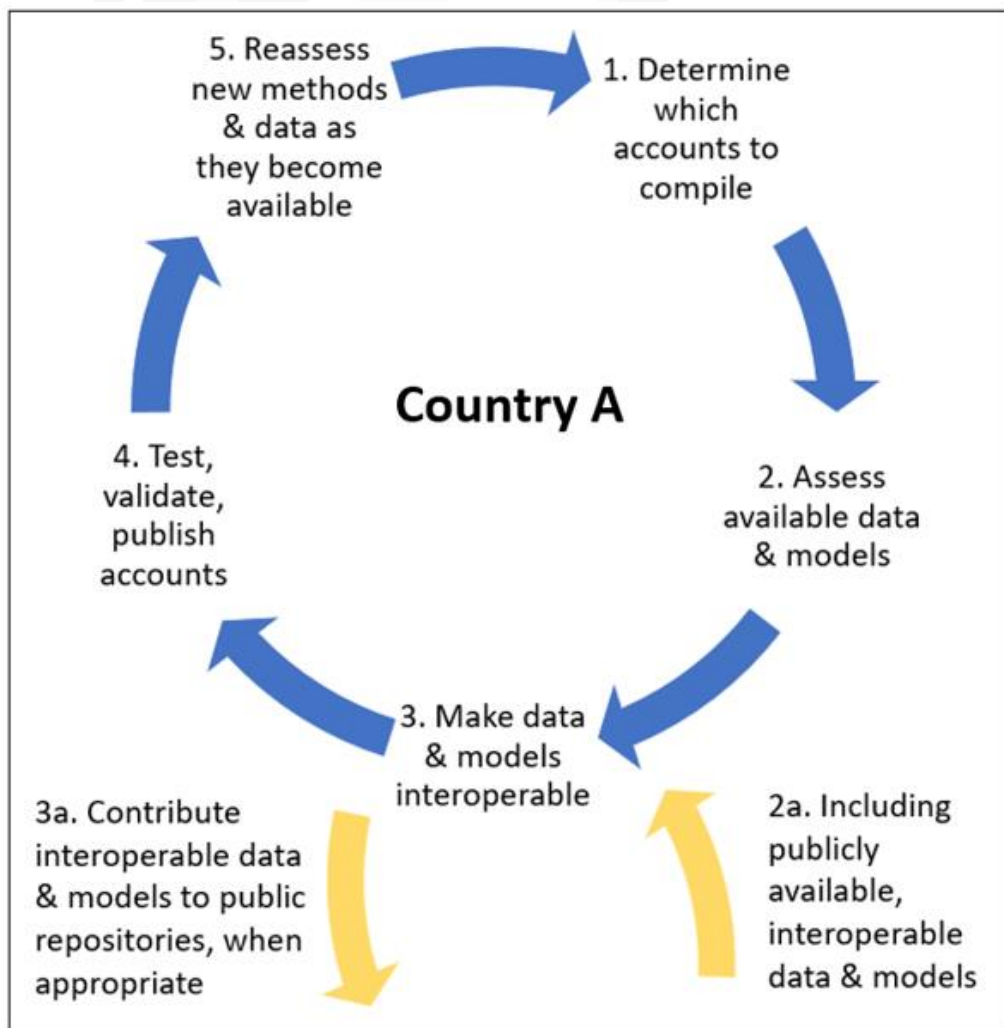 5. Reassess
new methods
& data as
they become
available
1. Determine
which
accounts to
compile
Country A
2. Assess
available data
& models
4. Test,
validate,
publish
accounts
3. Make data
& models
interoperable
3a. Contribute
interoperable data
& models to public
repositories, when
appropriate
2a. Including
publicly
available,
interoperable
data & models